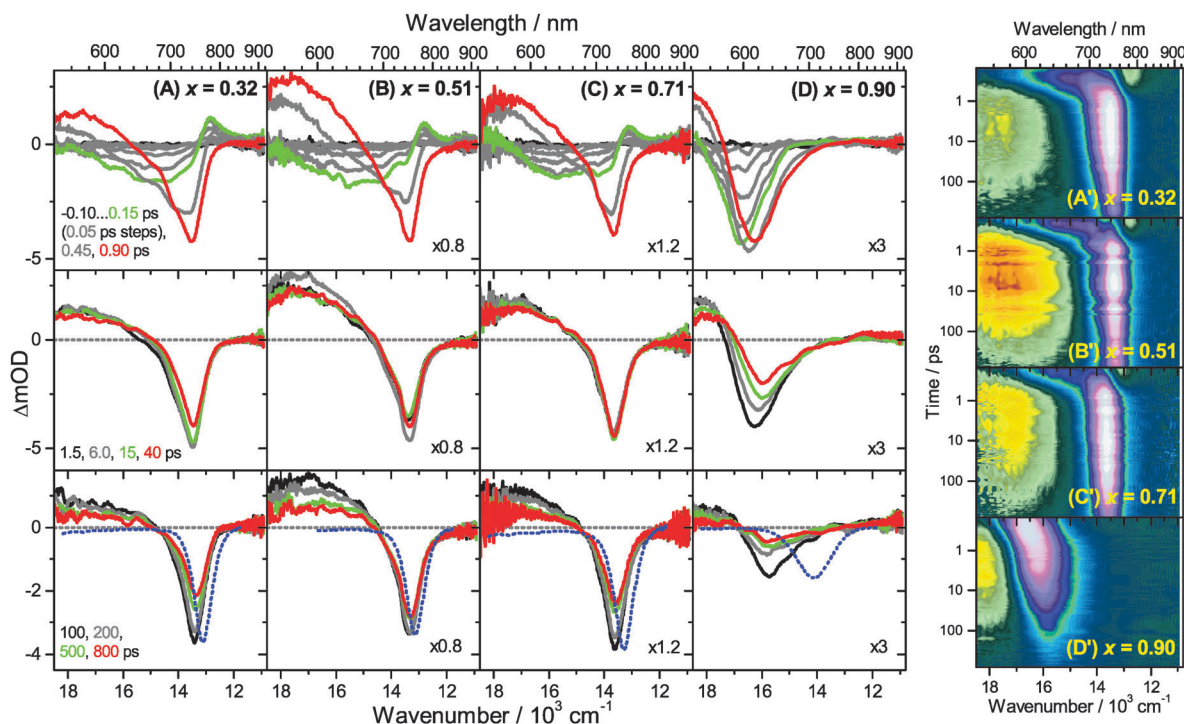 Wavelength / nm
600 700 800 900 600 700 800 900 600 700 800 900 600 700 800 900
(A) x = 0.32 (B) x = 0.51 (C) x = 0.71 (D) x = 0.90
0
-0.10...0.15 ps
(0.05 ps steps),
0.45, 0.90 ps
x0.8 x1.2 x3
-5
0
ΔmOD
1.5, 6.0, 15, 40 ps
x0.8 x1.2 x3
-5
0
-2
100, 200,
500, 800 ps
x0.8 x1.2 x3
-4
18 16 14 12 18 16 14 12 18 16 14 12 18 16 14 12
Wavenumber / 10³ cm⁻¹
Wavelength / nm
600 700 800 900
1
10
100
(A') x = 0.32
1
10
100
(B') x = 0.51
Time / ps
1
10
100
(C') x = 0.71
1
10
100
(D') x = 0.90
18 16 14 12
Wavenumber / 10³ cm⁻¹